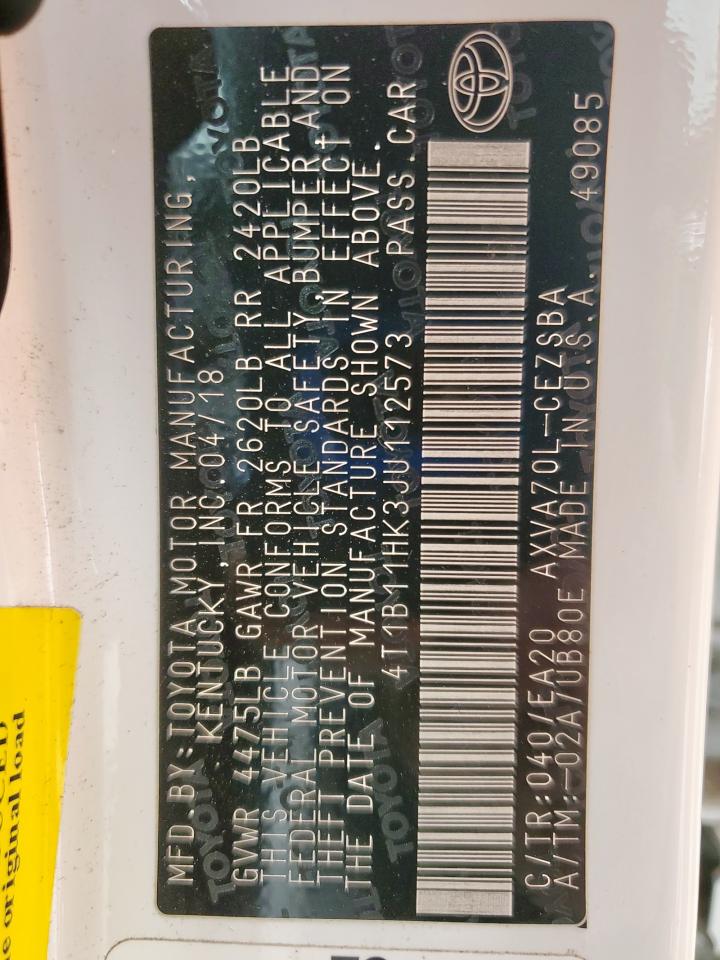 MFD.BY:TOYOTA MOTOR MANUFACTURING,
KENTUCKY,INC.04/18
GVWR 4475LB GAWR FR 2620LB RR 2420LB
THIS VEHICLE CONFORMS TO ALL APPLICABLE
FEDERAL MOTOR VEHICLE SAFETY, BUMPER, AND
THEFT PREVENTION STANDARDS IN EFFECT ON
THE DATE OF MANUFACTURE SHOWN ABOVE.
4T1B11HK3JU112573 PASS.CAR
C/TR:040/EA20 AXVA70L-CEZSBA
A/TM:-02A/UB80E MADE IN U.S.A. 49085
e original load